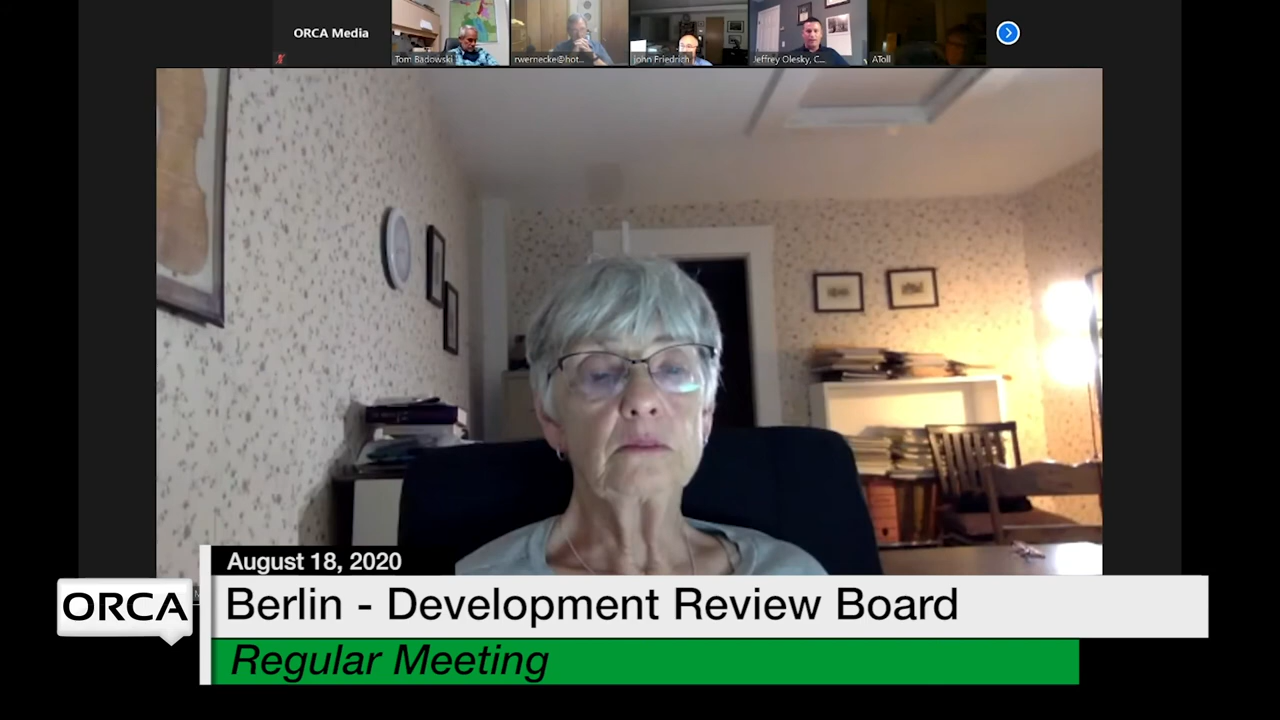 ORCA Media
Tom Badowski
rwernecke@hot...
John Friedrich
Jeffrey Olesky, C...
AToll
August 18, 2020
ORCA
Berlin - Development Review Board
Regular Meeting